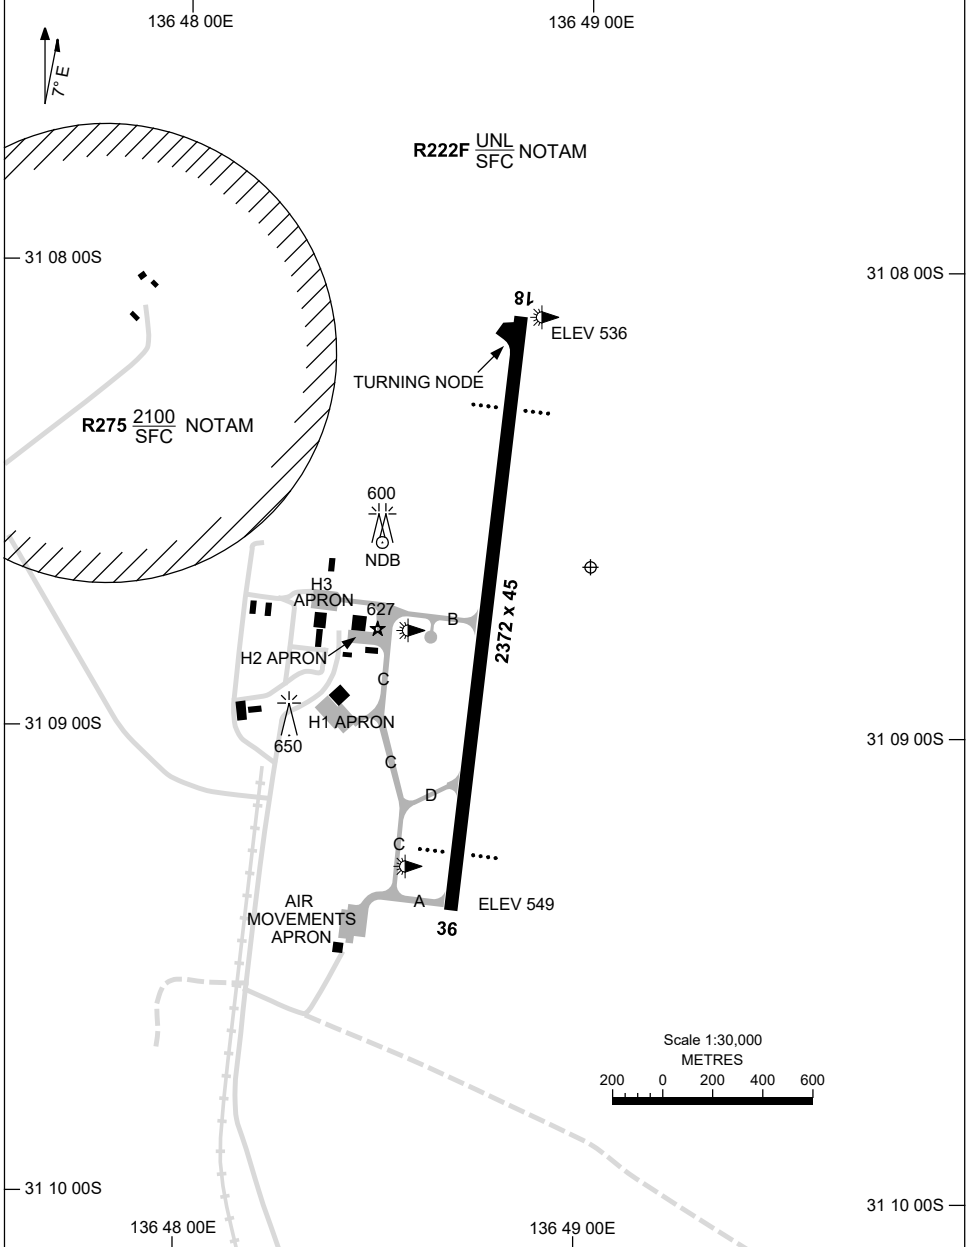 136 48 00E
136 49 00E
7° E
R222F UNL NOTAM
SFC
31 08 00S
31 08 00S
18
ELEV 536
TURNING NODE
R275 2100 NOTAM
SFC
600
NDB
H3
APRON
627
B
2372 x 45
H2 APRON
C
H1 APRON
31 09 00S
31 09 00S
650
C
D
C
AIR
MOVEMENTS
APRON
A
ELEV 549
36
Scale 1:30,000
METRES
200 0 200 400 600
31 10 00S
31 10 00S
136 48 00E
136 49 00E